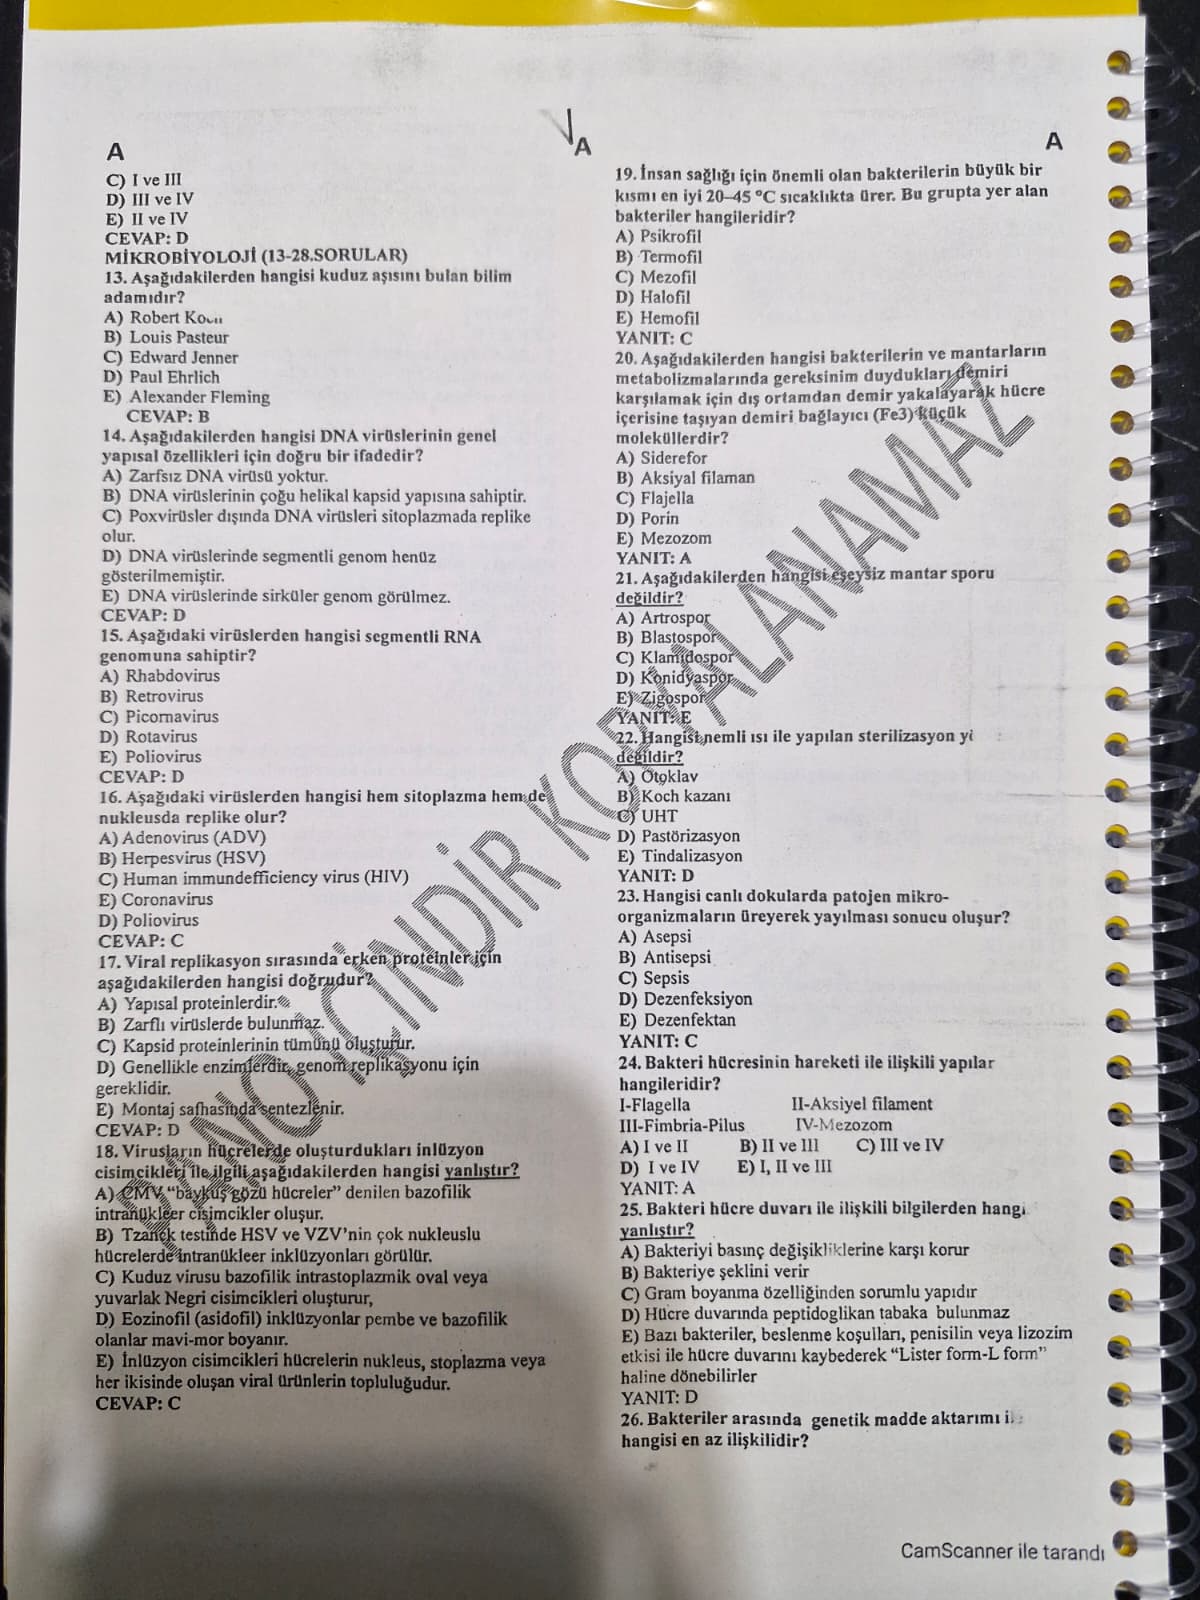 A
C) I ve III
D) III ve IV
E) II ve IV
CEVAP: D
MİKROBİYOLOJİ (13-28.SORULAR)
13. Aşağıdakilerden hangisi kuduz aşısını bulan bilim
adamıdır?
A) Robert
B) Louis Pasteur
C) Edward Jenner
D) Paul Ehrlich
E) Alexander Fleming
CEVAP: B
14. Aşağıdakilerden hangisi DNA virüslerinin genel
yapısal özellikleri için doğru bir ifadedir?
A) Zarfsız DNA virüsü yoktur.
B) DNA virüslerinin çoğu helikal kapsid yapısına sahiptir.
C) Poxvirüsler dışında DNA virüsleri sitoplazmada replike
olur.
D) DNA virüslerinde segmentli genom henüz
gösterilmemiştir.
E) DNA virüslerinde sirküler genom görülmez.
CEVAP: D
15. Aşağıdaki virüslerden hangisi segmentli RNA
genomuna sahiptir?
A) Rhabdovirus
B) Retrovirus
C) Picornavirus
D) Rotavirus
E) Poliovirus
CEVAP: D
16. Aşağıdaki virüslerden hangisi hem sitoplazma hem de
nukleusda replike olur?
A) Adenovirus (ADV)
B) Herpesvirus (HSV)
C) Human immundefficiency virus (HIV)
E) Coronavirus
D) Poliovirus
CEVAP: C
17. Viral replikasyon sırasında erken proteinler için
aşağıdakilerden hangisi doğrudur?
A) Yapısal proteinlerdir.
B) Zarflı virüslerde bulunmaz.
C) Kapsid proteinlerinin tümünü oluşturur.
D) Genellikle enzimlerdir, genom replikasyonu için
gereklidir.
E) Montaj safhasında sentezlenir.
CEVAP: D
18. Virusların hücrelerde oluşturdukları inlüzyon
cisimcikleri ile ilgili aşağıdakilerden hangisi yanlıştır?
A) CMV "baykuş gözü hücreler" denilen bazofilik
intranükleer cisimcikler oluşur.
B) Tzanck testinde HSV ve VZV'nin çok nukleuslu
hücrelerde intranükleer inklüzyonları görülür.
C) Kuduz virusu bazofilik intrastoplazmik oval veya
yuvarlak Negri cisimcikleri oluşturur,
D) Eozinofil (asidofil) inklüzyonlar pembe ve bazofilik
olanlar mavi-mor boyanır.
E) İnlüzyon cisimcikleri hücrelerin nukleus, stoplazma veya
her ikisinde oluşan viral ürünlerin topluluğudur.
CEVAP: C
A
A
19. İnsan sağlığı için önemli olan bakterilerin büyük bir
kısmı en iyi 20–45 °C sıcaklıkta ürer. Bu grupta yer alan
bakteriler hangileridir?
A) Psikrofil
B) Termofil
C) Mezofil
D) Halofil
E) Hemofil
YANIT: C
20. Aşağıdakilerden hangisi bakterilerin ve mantarların
metabolizmalarında gereksinim duydukları demiri
karşılamak için dış ortamdan demir yakalayarak hücre
içerisine taşıyan demiri bağlayıcı (Fe3) küçük
moleküllerdir?
A) Siderefor
B) Aksiyal filaman
C) Flajella
D) Porin
E) Mezozom
YANIT: A
21. Aşağıdakilerden hangisi eşeysiz mantar sporu
değildir?
A) Artrospor
B) Blastospor
C) Klamidospor
D) Konidyaspor
E) Zigospor
YANIT: E
22. Hangisi nemli ısı ile yapılan sterilizasyon
değildir?
A) Otoklav
B) Koch kazanı
C) UHT
D) Pastörizasyon
E) Tindalizasyon
YANIT: D
23. Hangisi canlı dokularda patojen mikro-
organizmaların üreyerek yayılması sonucu oluşur?
A) Asepsi
B) Antisepsi
C) Sepsis
D) Dezenfeksiyon
E) Dezenfektan
YANIT: C
24. Bakteri hücresinin hareketi ile ilişkili yapılar
hangileridir?
I-Flagella II-Aksiyel filament
III-Fimbria-Pilus IV-Mezozom
A) I ve II B) II ve III C) III ve IV
D) I ve IV E) I, II ve III
YANIT: A
25. Bakteri hücre duvarı ile ilişkili bilgilerden
yanlıştır?
A) Bakteriyi basınç değişikliklerine karşı korur
B) Bakteriye şeklini verir
C) Gram boyanma özelliğinden sorumlu yapıdır
D) Hücre duvarında peptidoglikan tabaka bulunmaz
E) Bazı bakteriler, beslenme koşulları, penisilin veya lizozim
etkisi ile hücre duvarını kaybederek "Lister form-L form"
haline dönebilirler
YANIT: D
26. Bakteriler arasında genetik madde aktarımı
hangisi en az ilişkilidir?
PANO İÇİNDİR KOPYALANAMAZ
CamScanner ile tarandı